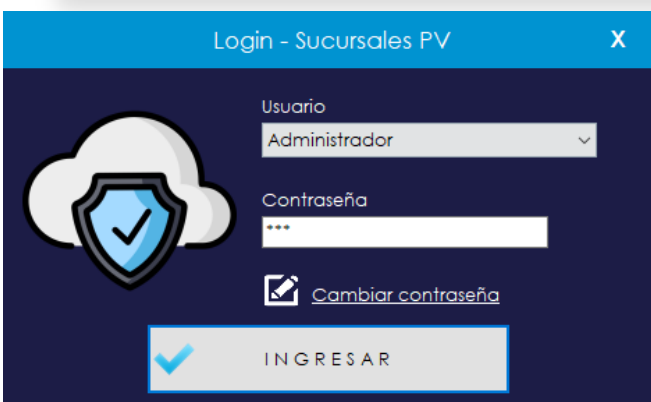 Login - Sucursales PV
X
Usuario
Administrador
Contraseña
***
Cambiar contraseña
INGRESAR